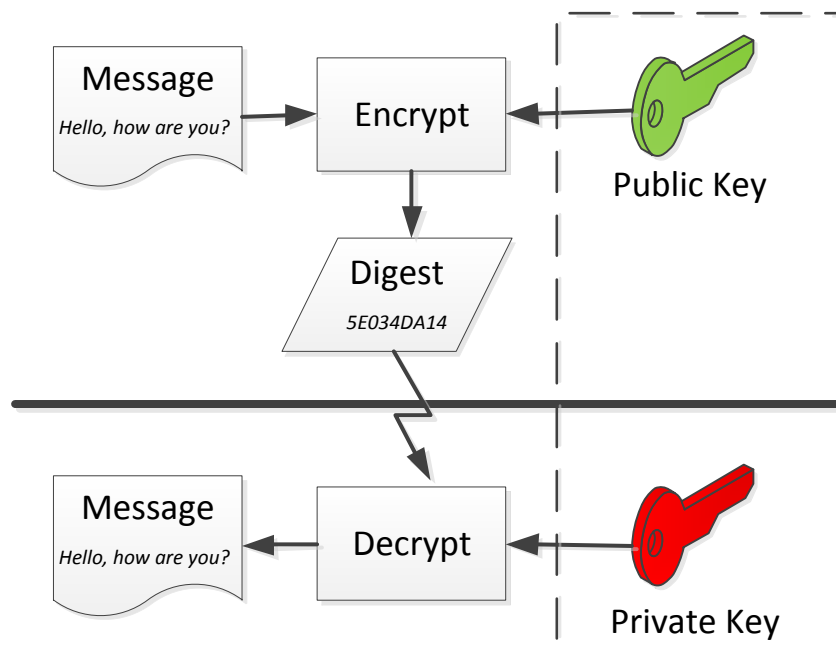 Message
Hello, how are you?
Encrypt
Public Key
Digest
5E034DA14
Message
Hello, how are you?
Decrypt
Private Key